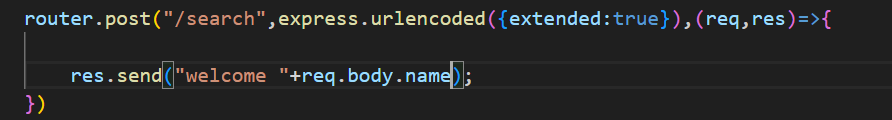 router.post("/search",express.urlencoded({extended:true}),(req,res)=>{
res.send("welcome "+req.body.name);
})